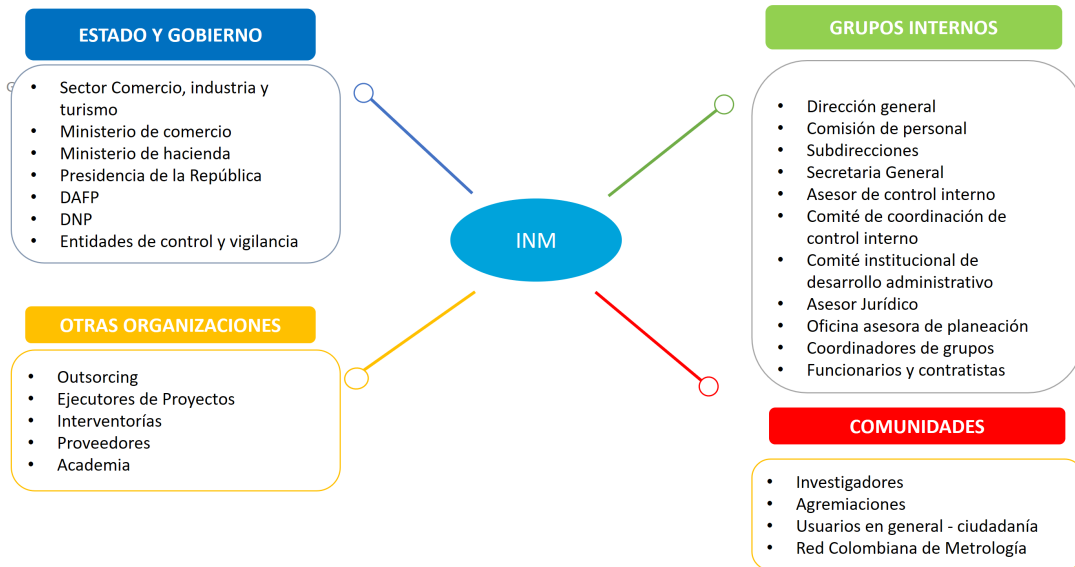 ESTADO Y GOBIERNO
• Sector Comercio, industria y
turismo
• Ministerio de comercio
• Ministerio de hacienda
• Presidencia de la República
• DAFP
• DNP
• Entidades de control y vigilancia
OTRAS ORGANIZACIONES
• Outsorcing
• Ejecutores de Proyectos
• Interventorías
• Proveedores
• Academia
INM
GRUPOS INTERNOS
• Dirección general
• Comisión de personal
• Subdirecciones
• Secretaria General
• Asesor de control interno
• Comité de coordinación de
control interno
• Comité institucional de
desarrollo administrativo
• Asesor Jurídico
• Oficina asesora de planeación
• Coordinadores de grupos
• Funcionarios y contratistas
COMUNIDADES
• Investigadores
• Agremiaciones
• Usuarios en general - ciudadanía
• Red Colombiana de Metrología